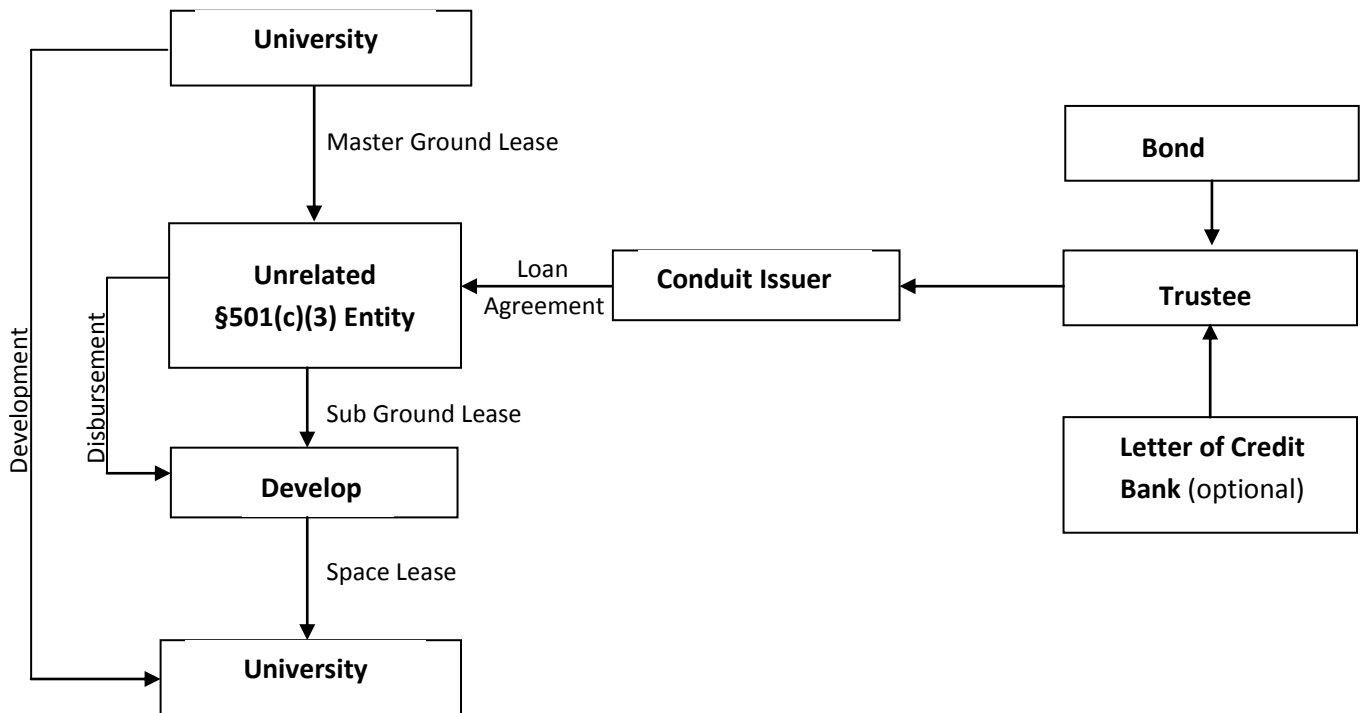 University
Master Ground Lease
Bond
Unrelated
§501(c)(3) Entity
Loan
Agreement
Conduit Issuer
Trustee
Development
Disbursement
Sub Ground Lease
Letter of Credit
Bank (optional)
Develop
Space Lease
University